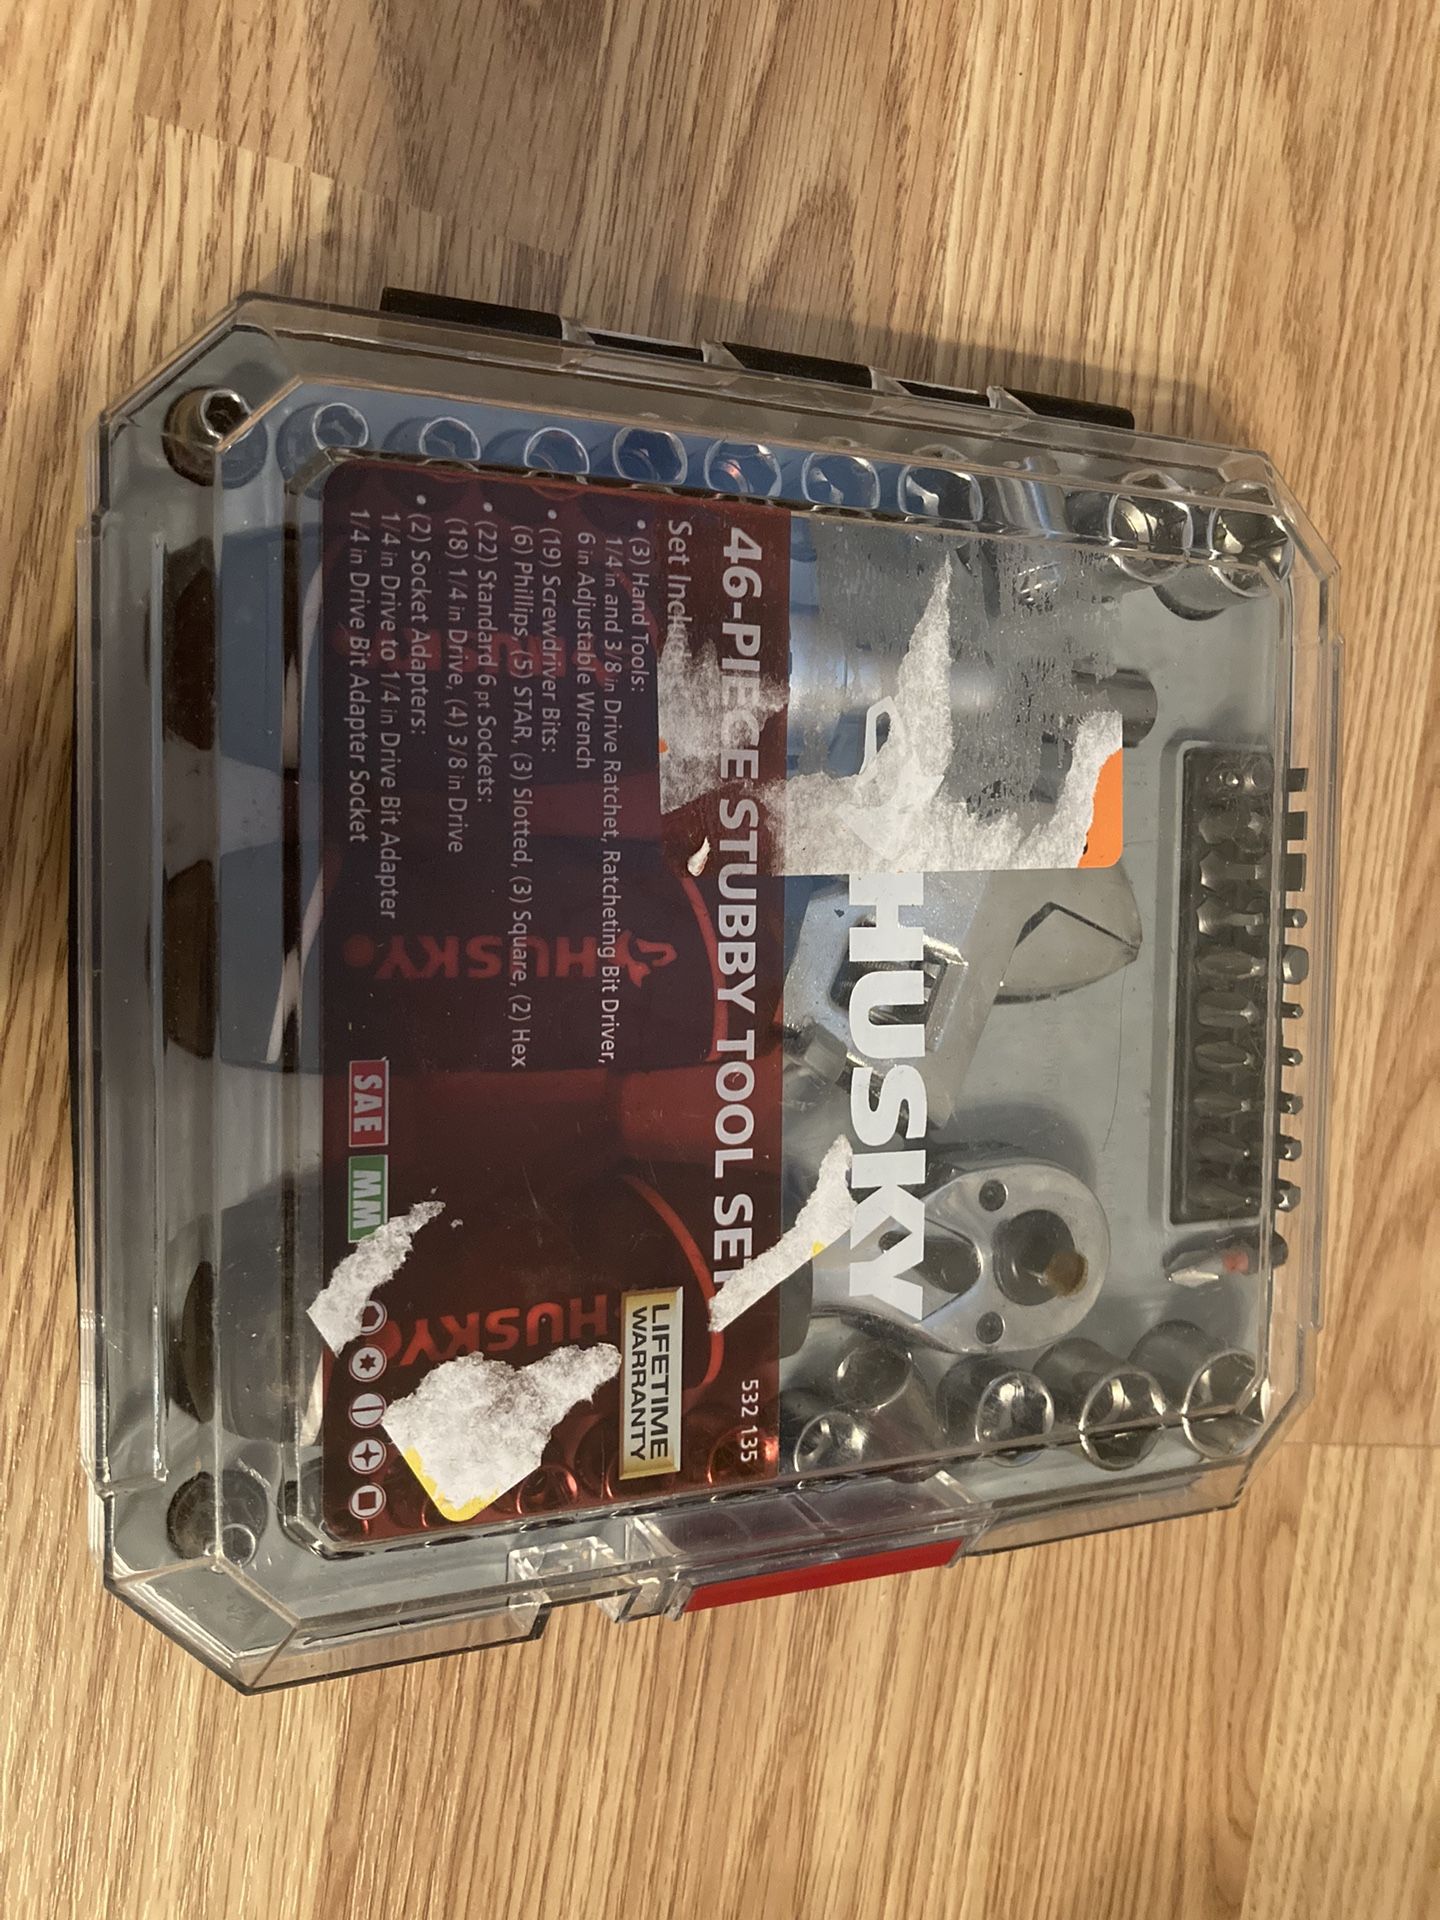 HUSKY
46-PIECE STUBBY TOOL SET
532 135
Set
• (3) Hand Tools:
1/4 in and 3/8 in Drive Ratchet, Ratcheting Bit Driver,
6 in Adjustable Wrench
• (19) Screwdriver Bits:
(6) Phillips, (5) STAR, (3) Slotted, (3) Square, (2) Hex
• (22) Standard 6 pt Sockets:
(18) 1/4 in Drive, (4) 3/8 in Drive
• (2) Socket Adapters:
1/4 in Drive to 1/4 in Drive Bit Adapter
1/4 in Drive Bit Adapter Socket
LIFETIME
WARRANTY
SAE
MM
HUSKY
HUSKY